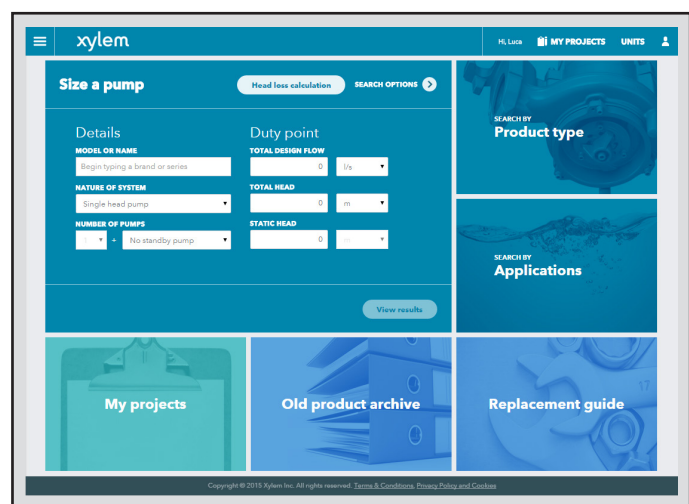 xylem
Hi, Luca
MY PROJECTS
UNITS
Size a pump
Head loss calculation
SEARCH OPTIONS
Details
MODEL OR NAME
Begin typing a brand or series
NATURE OF SYSTEM
Single head pump
NUMBER OF PUMPS
1 + No standby pump
Duty point
TOTAL DESIGN FLOW
0 l/s
TOTAL HEAD
0 m
STATIC HEAD
0 m
View results
SEARCH BY
Product type
SEARCH BY
Applications
My projects
Old product archive
Replacement guide
17
Copyright © 2015 Xylem Inc. All rights reserved. Terms & Conditions, Privacy Policy and Cookies